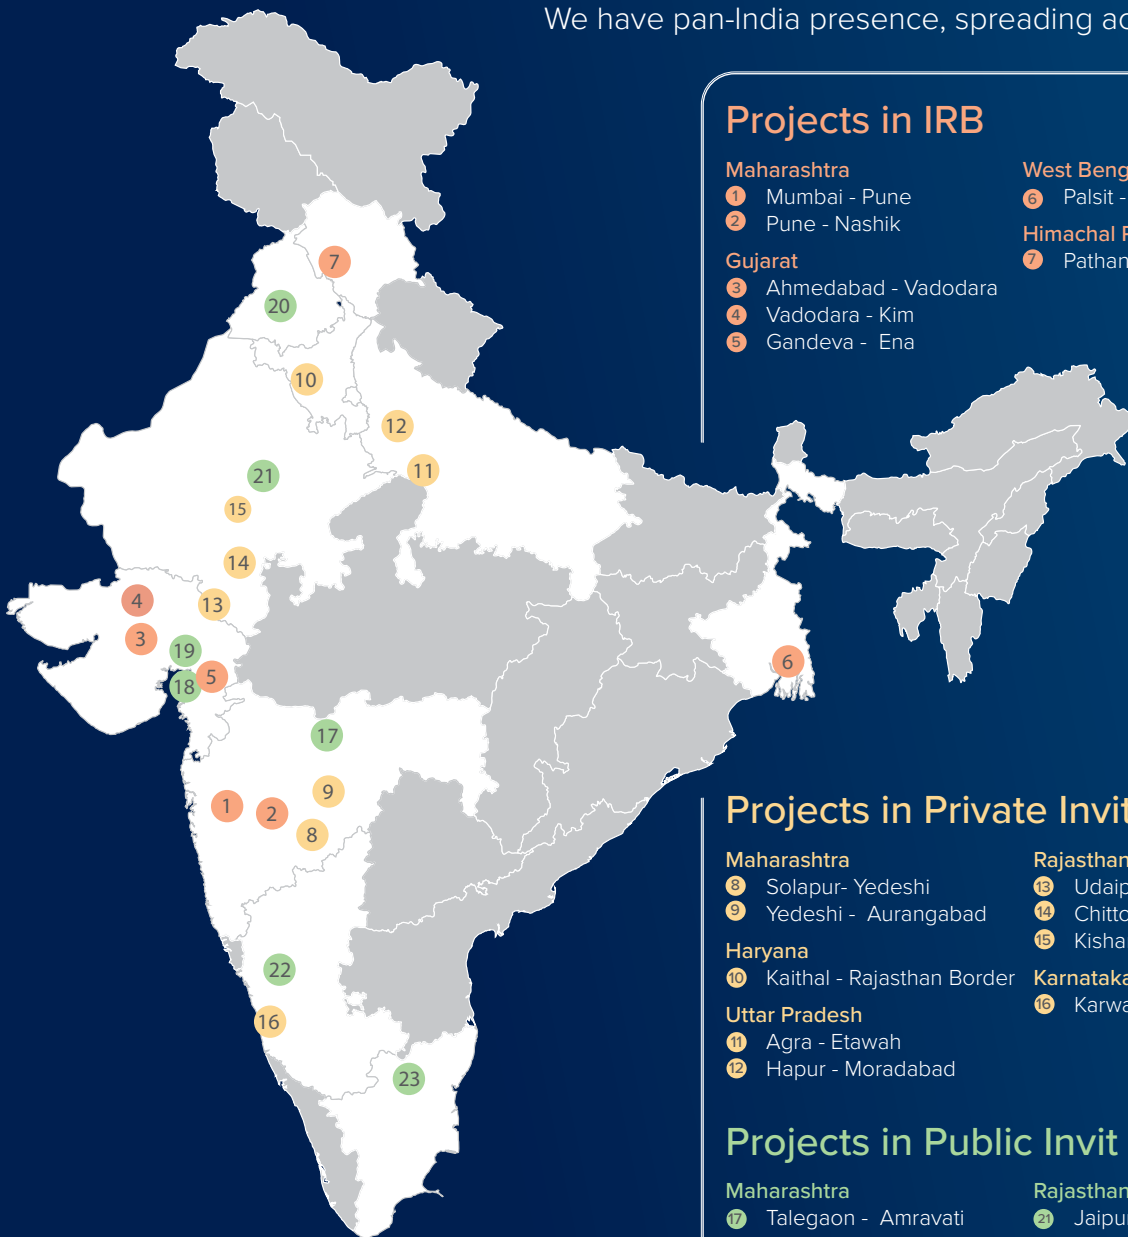 We have pan-India presence, spreading
Projects in IRB
Maharashtra
1 Mumbai - Pune
2 Pune - Nashik
Gujarat
3 Ahmedabad - Vadodara
4 Vadodara - Kim
5 Gandeva - Ena
West Beng
6 Palsit -
Himachal
7 Pathan
7
20
10
12
11
21
15
14
4
13
3
19
5
18
6
17
9
1
2
8
22
16
23
Projects in Private Invit
Maharashtra
8 Solapur- Yedeshi
9 Yedeshi - Aurangabad
Haryana
10 Kaithal - Rajasthan Border
Uttar Pradesh
11 Agra - Etawah
12 Hapur - Moradabad
Rajasthan
13 Udaip
14 Chitto
15 Kisha
Karnataka
16 Karwa
Projects in Public Invit
Maharashtra
17 Talegaon - Amravati
Rajasthan
21 Jaipur